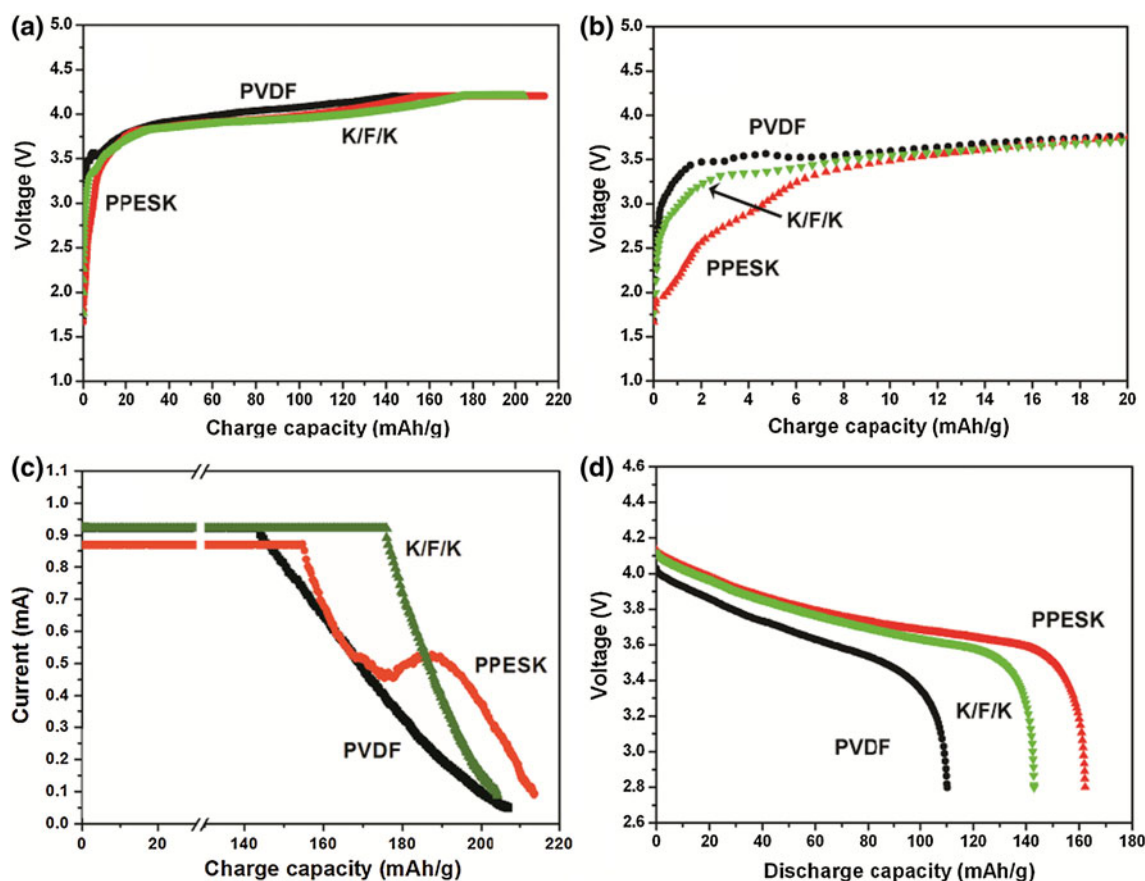 (a)
5.0
4.5
4.0
3.5
3.0
2.5
2.0
1.5
1.0
Voltage (V)
PVDF
K/F/K
PPESK
0 20 40 60 80 100 120 140 160 180 200 220
Charge capacity (mAh/g)
(b)
5.0
4.5
4.0
3.5
3.0
2.5
2.0
1.5
1.0
Voltage (V)
PVDF
K/F/K
PPESK
0 2 4 6 8 10 12 14 16 18 20
Charge capacity (mAh/g)
(c)
1.1
1.0
0.9
0.8
0.7
0.6
0.5
0.4
0.3
0.2
0.1
0.0
Current (mA)
K/F/K
PPESK
PVDF
0 20 140 160 180 200 220
Charge capacity (mAh/g)
(d)
4.6
4.4
4.2
4.0
3.8
3.6
3.4
3.2
3.0
2.8
2.6
Voltage (V)
PPESK
K/F/K
PVDF
0 20 40 60 80 100 120 140 160 180
Discharge capacity (mAh/g)